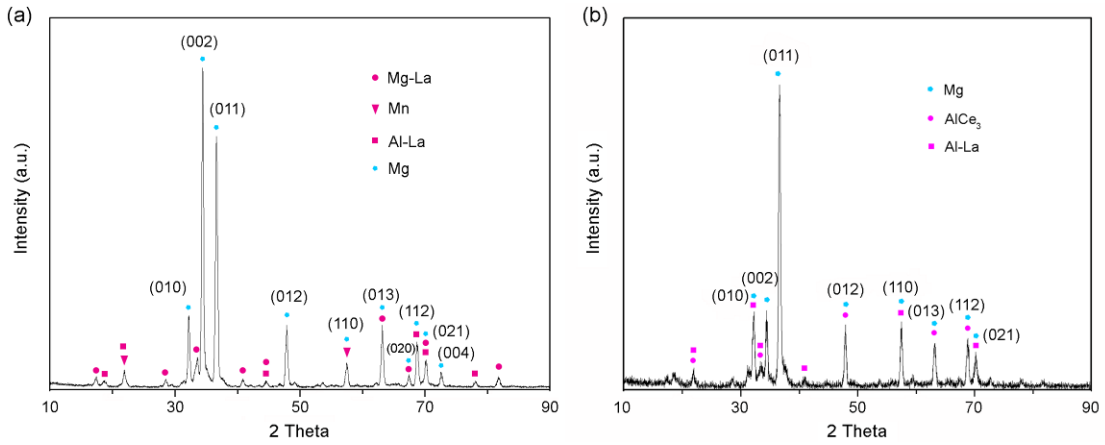 (a)
(002)
(011)
(010)
(012)
(110)
(013)
(020)
(112)
(021)
(004)
Mg-La
Mn
Al-La
Mg
Intensity (a.u.)
10 30 50 70 90
2 Theta
(b)
(011)
(010)
(002)
(012)
(110)
(013)
(112)
(021)
Mg
AlCe3
Al-La
Intensity (a.u.)
10 30 50 70 90
2 Theta